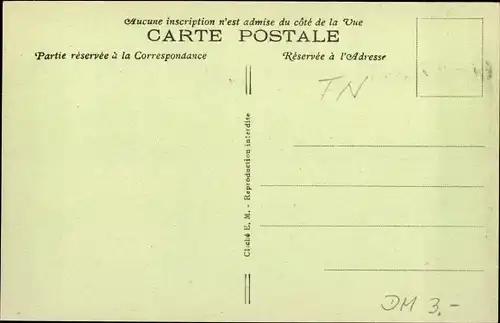 Aucune inscription n'est admise du côté de la Vue
CARTE POSTALE
Partie réservée à la Correspondance
Réservée à l'Adresse
TN
Cliché E. M. - Reproduction interdite
DM 3.-